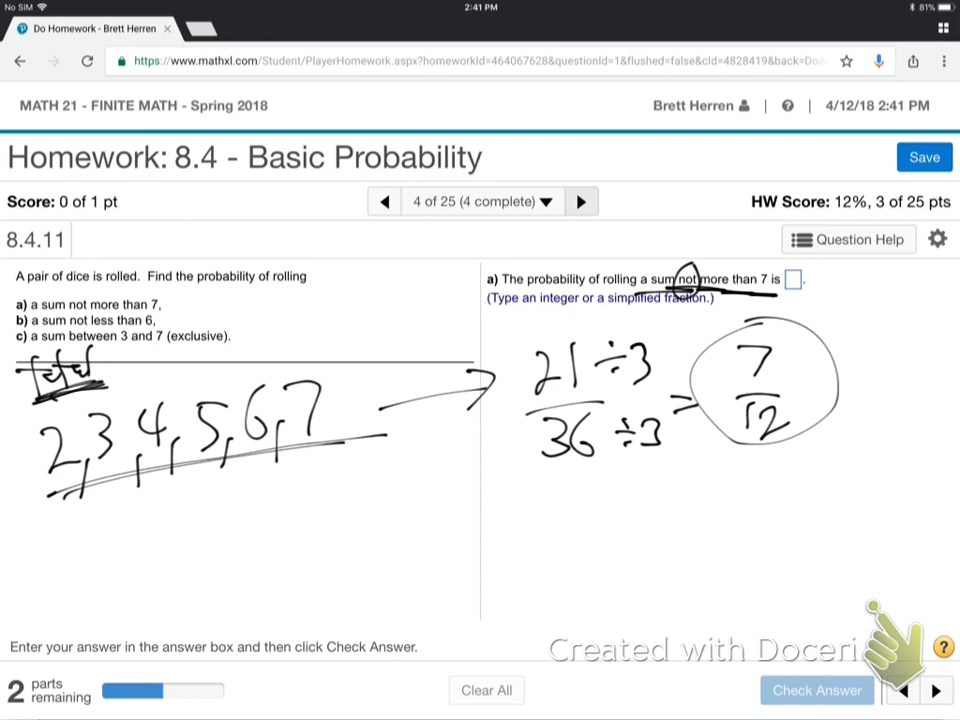 No SIM 2:41 PM 81%
Do Homework - Brett Herren ×
https://www.mathxl.com/Student/PlayerHomework.aspx?homeworkId=464067628&questionId=1&flushed=false&cId=4828419&back=DoA
MATH 21 - FINITE MATH - Spring 2018 Brett Herren | ? | 4/12/18 2:41 PM
Homework: 8.4 - Basic Probability Save
Score: 0 of 1 pt 4 of 25 (4 complete) HW Score: 12%, 3 of 25 pts
8.4.11 Question Help
A pair of dice is rolled. Find the probability of rolling
a) a sum not more than 7,
b) a sum not less than 6,
c) a sum between 3 and 7 (exclusive).
Total
2, 3, 4, 5, 6, 7
a) The probability of rolling a sum not more than 7 is .
(Type an integer or a simplified fraction.)
21 ÷3 7
36 ÷3 = 12
Enter your answer in the answer box and then click Check Answer.
Created with Doceri
?
2 parts remaining Clear All Check Answer